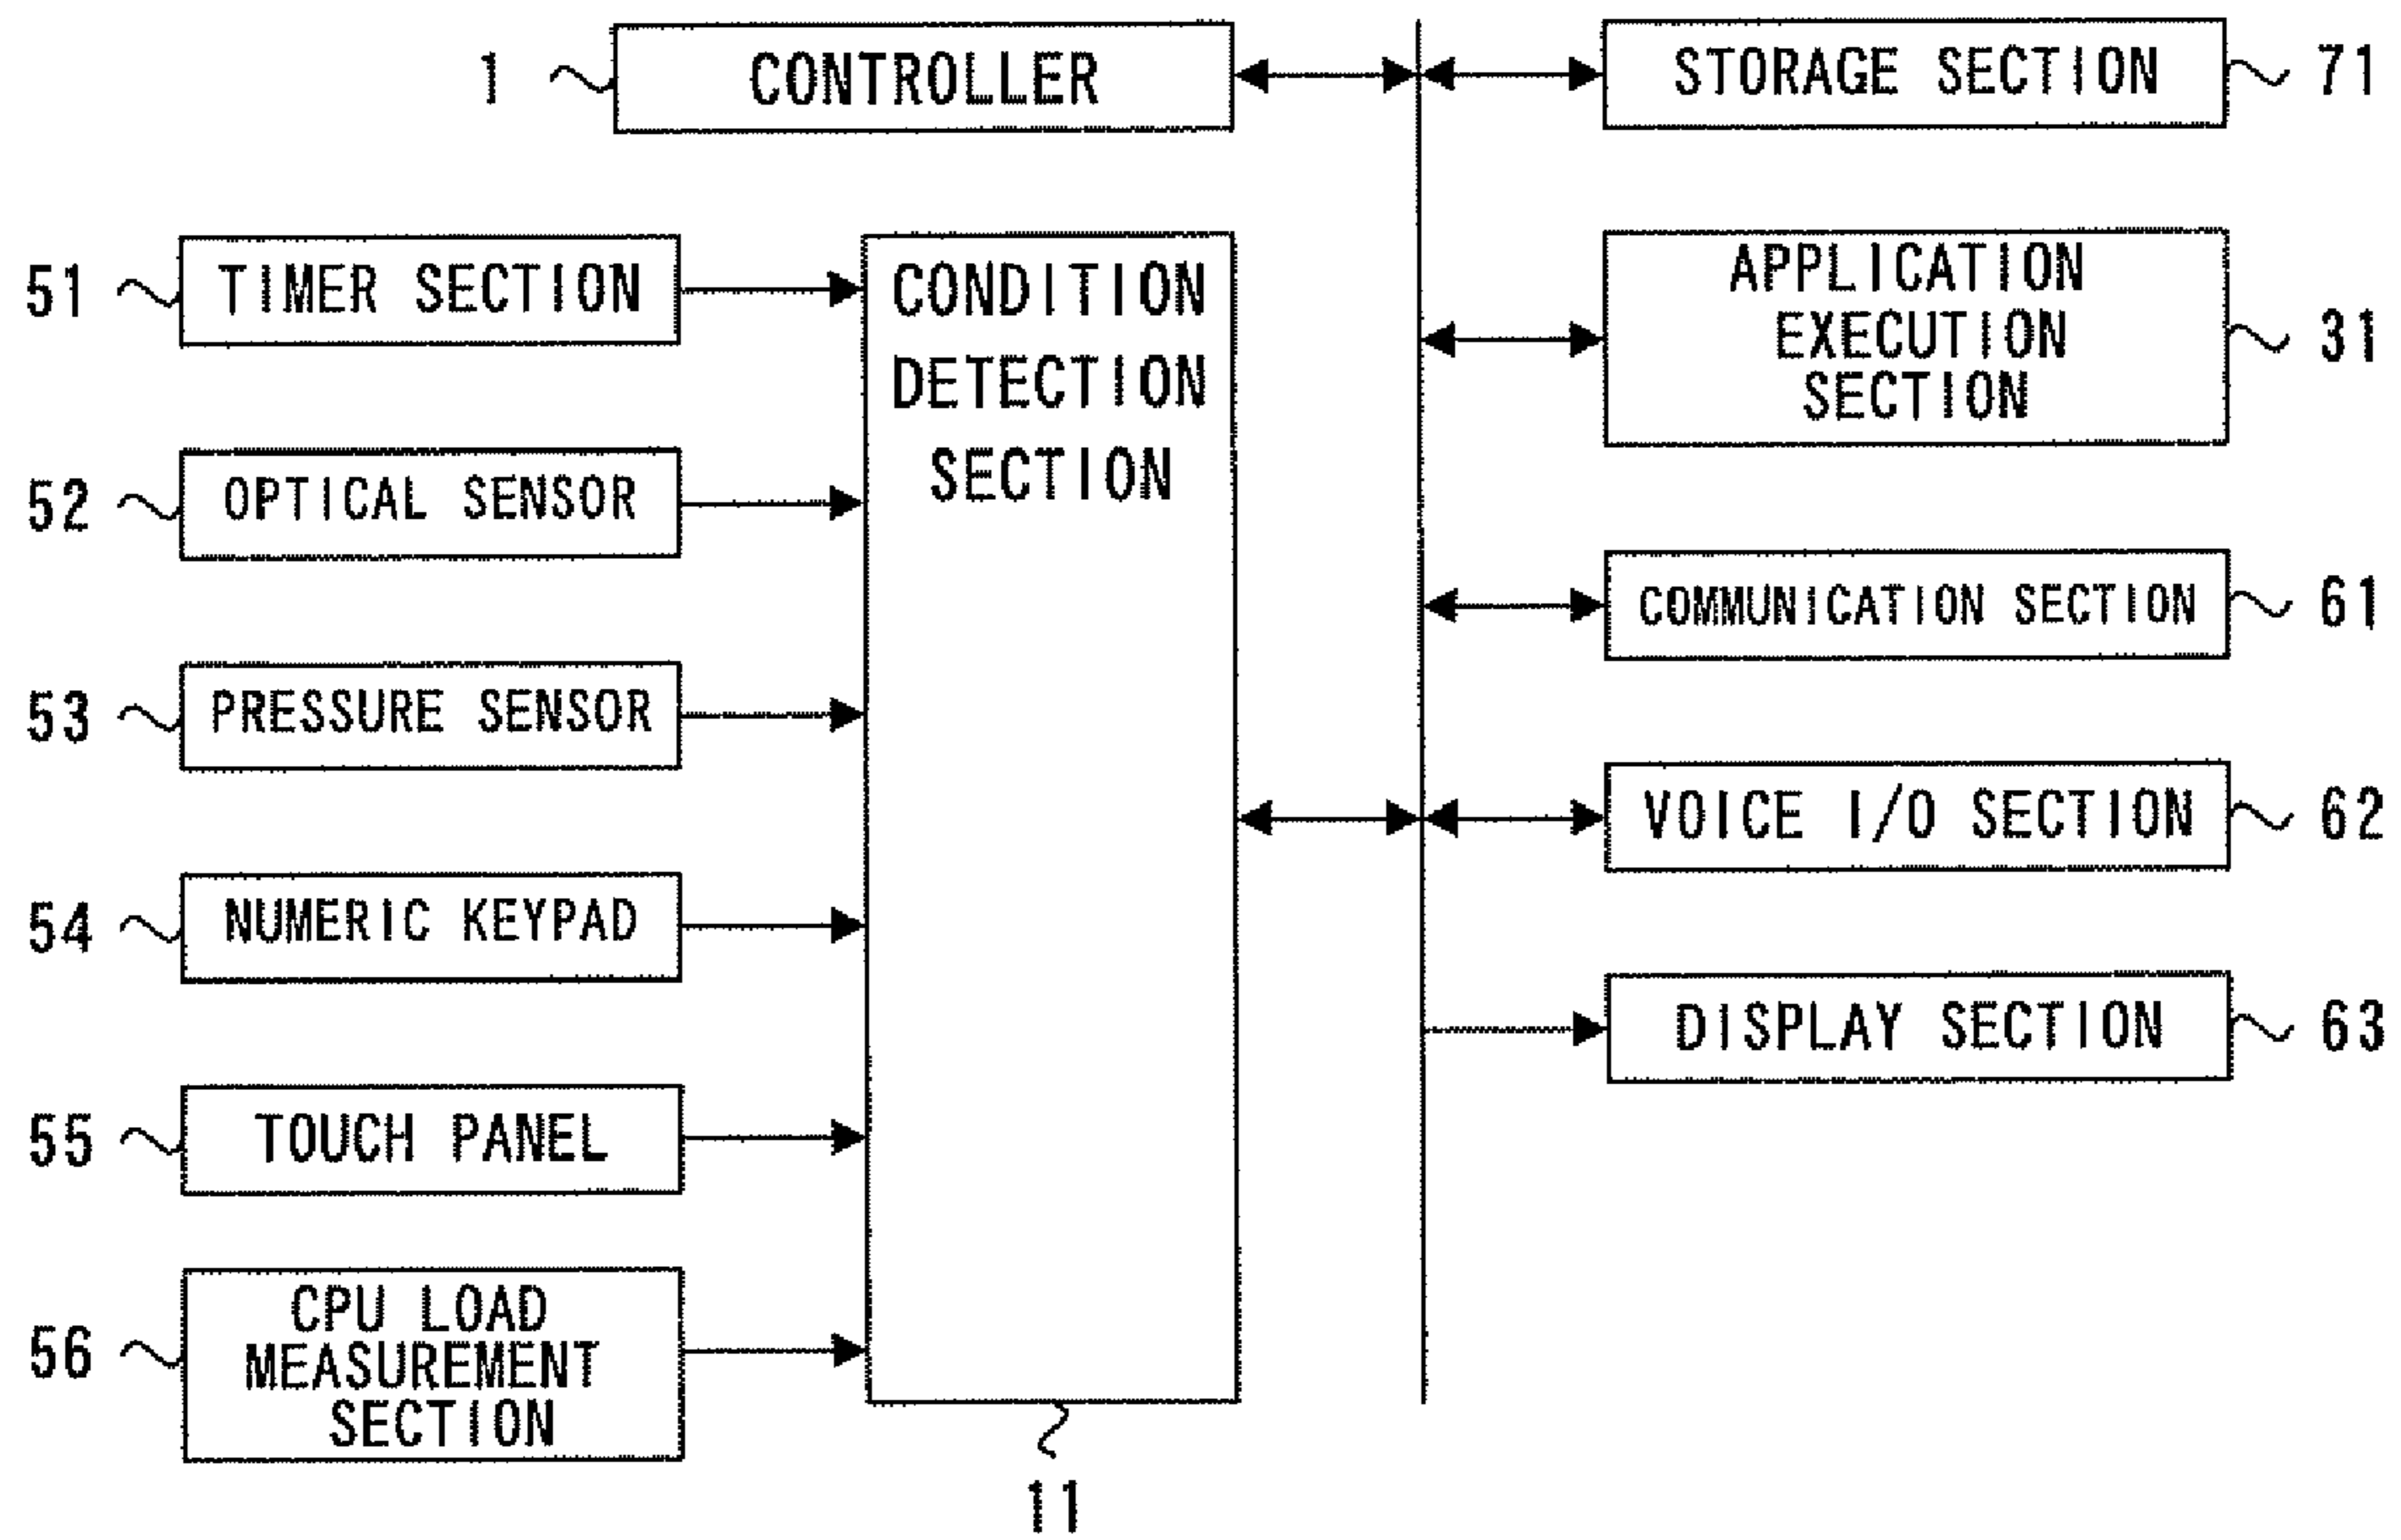 1
CONTROLLER
STORAGE SECTION
71
51
TIMER SECTION
CONDITION
DETECTION
SECTION
APPLICATION
EXECUTION
SECTION
31
52
OPTICAL SENSOR
COMMUNICATION SECTION
61
53
PRESSURE SENSOR
VOICE I/O SECTION
62
54
NUMERIC KEYPAD
DISPLAY SECTION
63
55
TOUCH PANEL
56
CPU LOAD
MEASUREMENT
SECTION
11